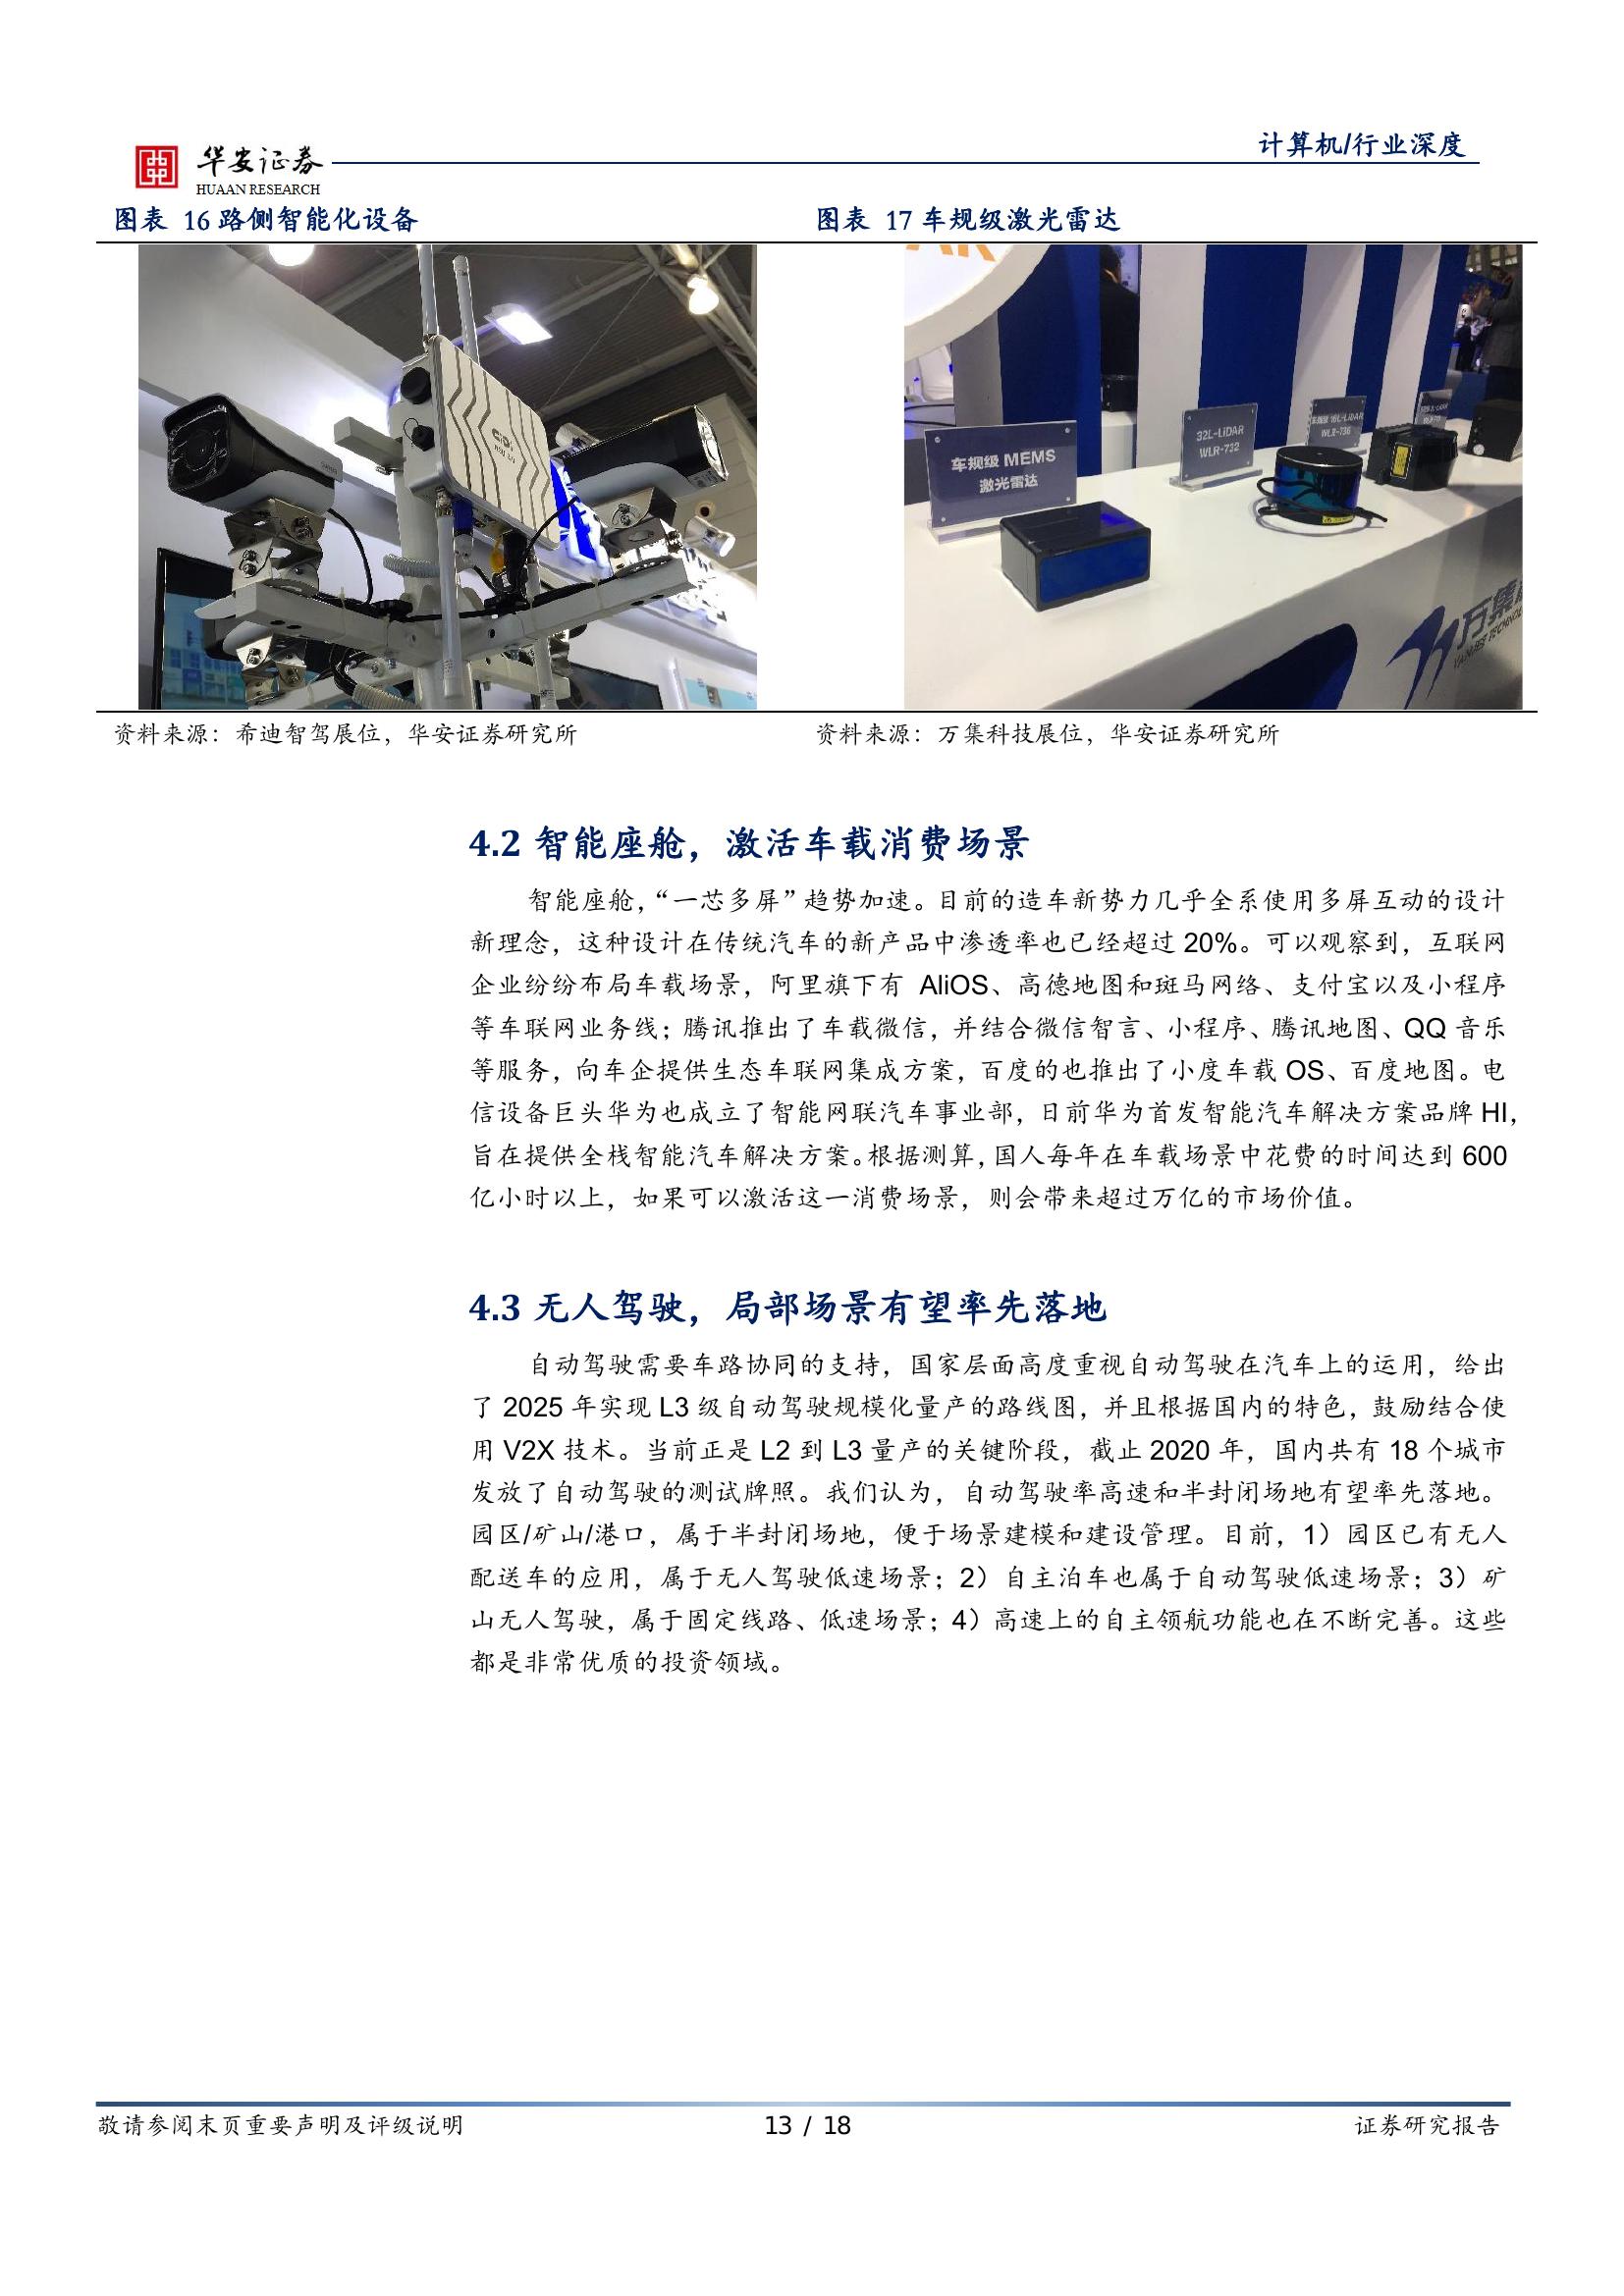 华安证券
HUAAN RESEARCH
计算机/行业深度
图表 16 路侧智能化设备
图表 17 车规级激光雷达
车规级 MEMS
激光雷达
32L-LiDAR
WLR-732
WLR-736
万集
资料来源：希迪智驾展位，华安证券研究所
资料来源：万集科技展位，华安证券研究所
4.2 智能座舱，激活车载消费场景
智能座舱，“一芯多屏”趋势加速。目前的造车新势力几乎全系使用多屏互动的设计
新理念，这种设计在传统汽车的新产品中渗透率也已经超过 20%。可以观察到，互联网
企业纷纷布局车载场景，阿里旗下有 AliOS、高德地图和斑马网络、支付宝以及小程序
等车联网业务线；腾讯推出了车载微信，并结合微信智言、小程序、腾讯地图、QQ 音乐
等服务，向车企提供生态车联网集成方案，百度的也推出了小度车载 OS、百度地图。电
信设备巨头华为也成立了智能网联汽车事业部，日前华为首发智能汽车解决方案品牌 HI，
旨在提供全栈智能汽车解决方案。根据测算，国人每年在车载场景中花费的时间达到 600
亿小时以上，如果可以激活这一消费场景，则会带来超过万亿的市场价值。
4.3 无人驾驶，局部场景有望率先落地
自动驾驶需要车路协同的支持，国家层面高度重视自动驾驶在汽车上的运用，给出
了 2025 年实现 L3 级自动驾驶规模化量产的路线图，并且根据国内的特色，鼓励结合使
用 V2X 技术。当前正是 L2 到 L3 量产的关键阶段，截止 2020 年，国内共有 18 个城市
发放了自动驾驶的测试牌照。我们认为，自动驾驶率高速和半封闭场地有望率先落地。
园区/矿山/港口，属于半封闭场地，便于场景建模和建设管理。目前，1）园区已有无人
配送车的应用，属于无人驾驶低速场景；2）自主泊车也属于自动驾驶低速场景；3）矿
山无人驾驶，属于固定线路、低速场景；4）高速上的自主领航功能也在不断完善。这些
都是非常优质的投资领域。
敬请参阅末页重要声明及评级说明
13 / 18
证券研究报告